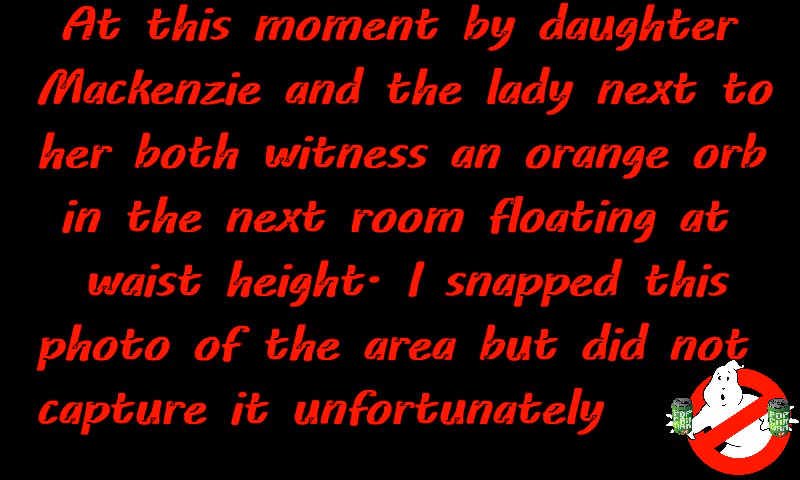 At this moment by daughter
Mackenzie and the lady next to
her both witness an orange orb
in the next room floating at
waist height. I snapped this
photo of the area but did not
capture it unfortunately